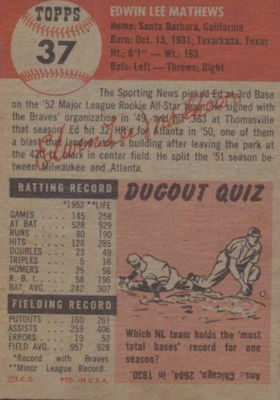 TOPPS
37
EDWIN LEE MATHEWS
Home: Santa Barbara, California
Born: Oct. 13, 1931, Texarkana, Texas
Ht.: 6'1" — Wt.: 185
Bats: Left — Throws: Right
The Sporting News picked Ed at 3rd Base
on the '52 Major League Rookie All-Star team. He signed
with the Braves' organization in '49, and hit .363 at Thomasville
that season. Ed hit 32 HR's for Atlanta in '50, one of them a
blast that landed on a building after leaving the park at
the 420 ft. mark in center field. He split the '51 season be-
tween Milwaukee and Atlanta.
BATTING RECORD
*1952 **LIFE
GAMES 145 258
AT BAT 528 929
RUNS 80 190
HITS 128 285
DOUBLES 23 49
TRIPLES 5 16
HOMERS 25 56
R. B. I. 58 196
BAT. AVG. .242 .307
FIELDING RECORD
PUTOUTS 160 261
ASSISTS 259 406
ERRORS 19 52
FIELD AVG. .957 .928
*Record with Braves
**Minor League Record.
©T.C.G. PTD. IN U.S.A.
DUGOUT QUIZ
Which NL team holds the 'most
total bases' record for one
season?
Ans.: Chicago, 2684, in 1930.